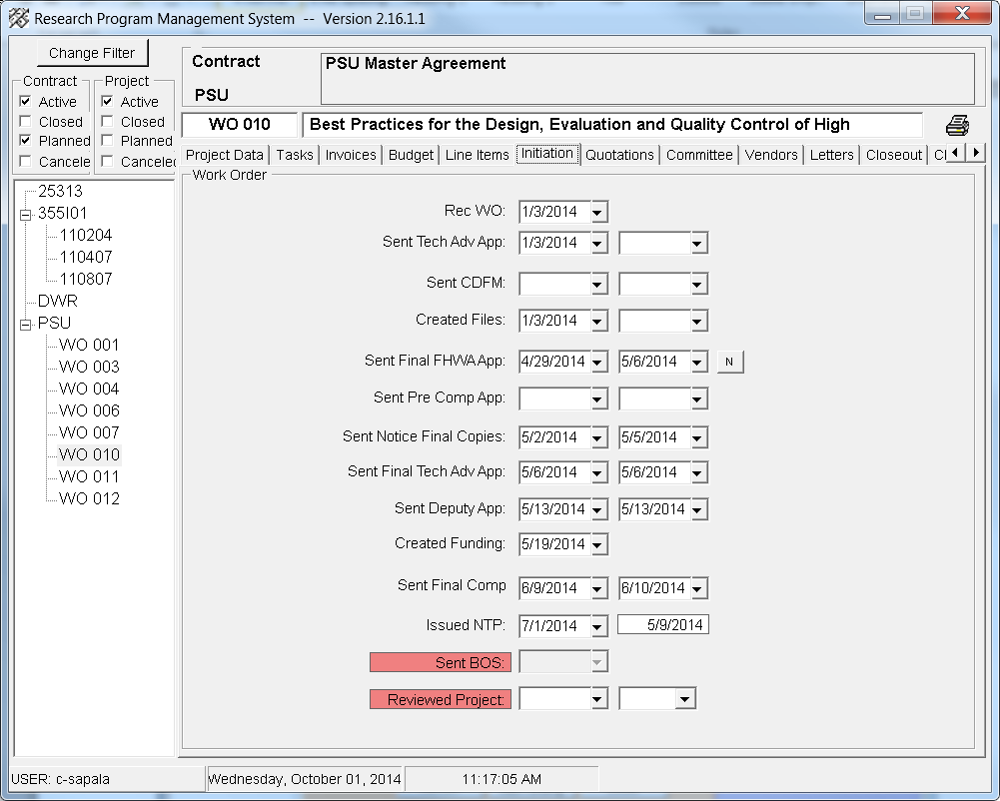 Research Program Management System -- Version 2.16.1.1
Change Filter
Contract Project
Active Active
Closed Closed
Planned Planned
Cancele Cancelec
25313
355I01
110204
110407
110807
DWR
PSU
WO 001
WO 003
WO 004
WO 006
WO 007
WO 010
WO 011
WO 012
Contract PSU Master Agreement
PSU
WO 010 Best Practices for the Design, Evaluation and Quality Control of High
Project Data Tasks Invoices Budget Line Items Initiation Quotations Committee Vendors Letters Closeout Cl
Work Order
Rec WO: 1/3/2014
Sent Tech Adv App: 1/3/2014
Sent CDFM:
Created Files: 1/3/2014
Sent Final FHWA App: 4/29/2014 5/6/2014 N
Sent Pre Comp App:
Sent Notice Final Copies: 5/2/2014 5/5/2014
Sent Final Tech Adv App: 5/6/2014 5/6/2014
Sent Deputy App: 5/13/2014 5/13/2014
Created Funding: 5/19/2014
Sent Final Comp 6/9/2014 6/10/2014
Issued NTP: 7/1/2014 5/9/2014
Sent BOS:
Reviewed Project:
USER: c-sapala Wednesday, October 01, 2014 11:17:05 AM